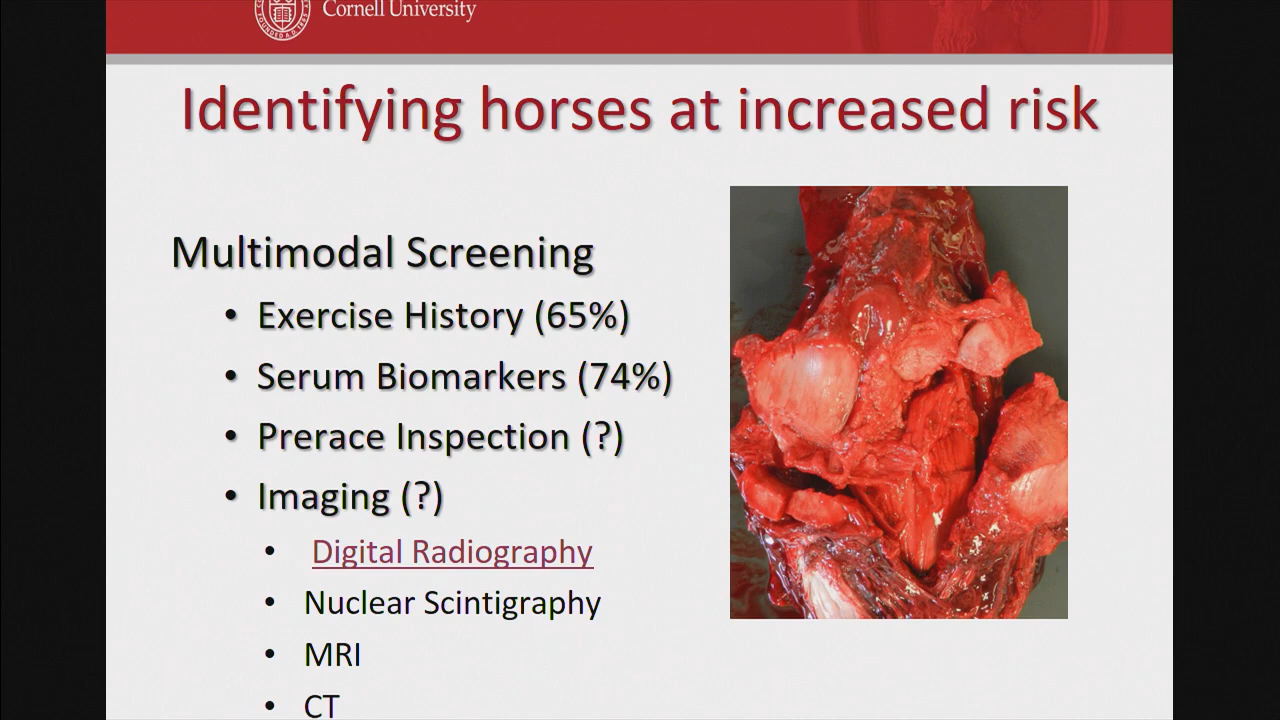 Cornell University
Identifying horses at increased risk
Multimodal Screening
• Exercise History (65%)
• Serum Biomarkers (74%)
• Prerace Inspection (?)
• Imaging (?)
• Digital Radiography
• Nuclear Scintigraphy
• MRI
• CT